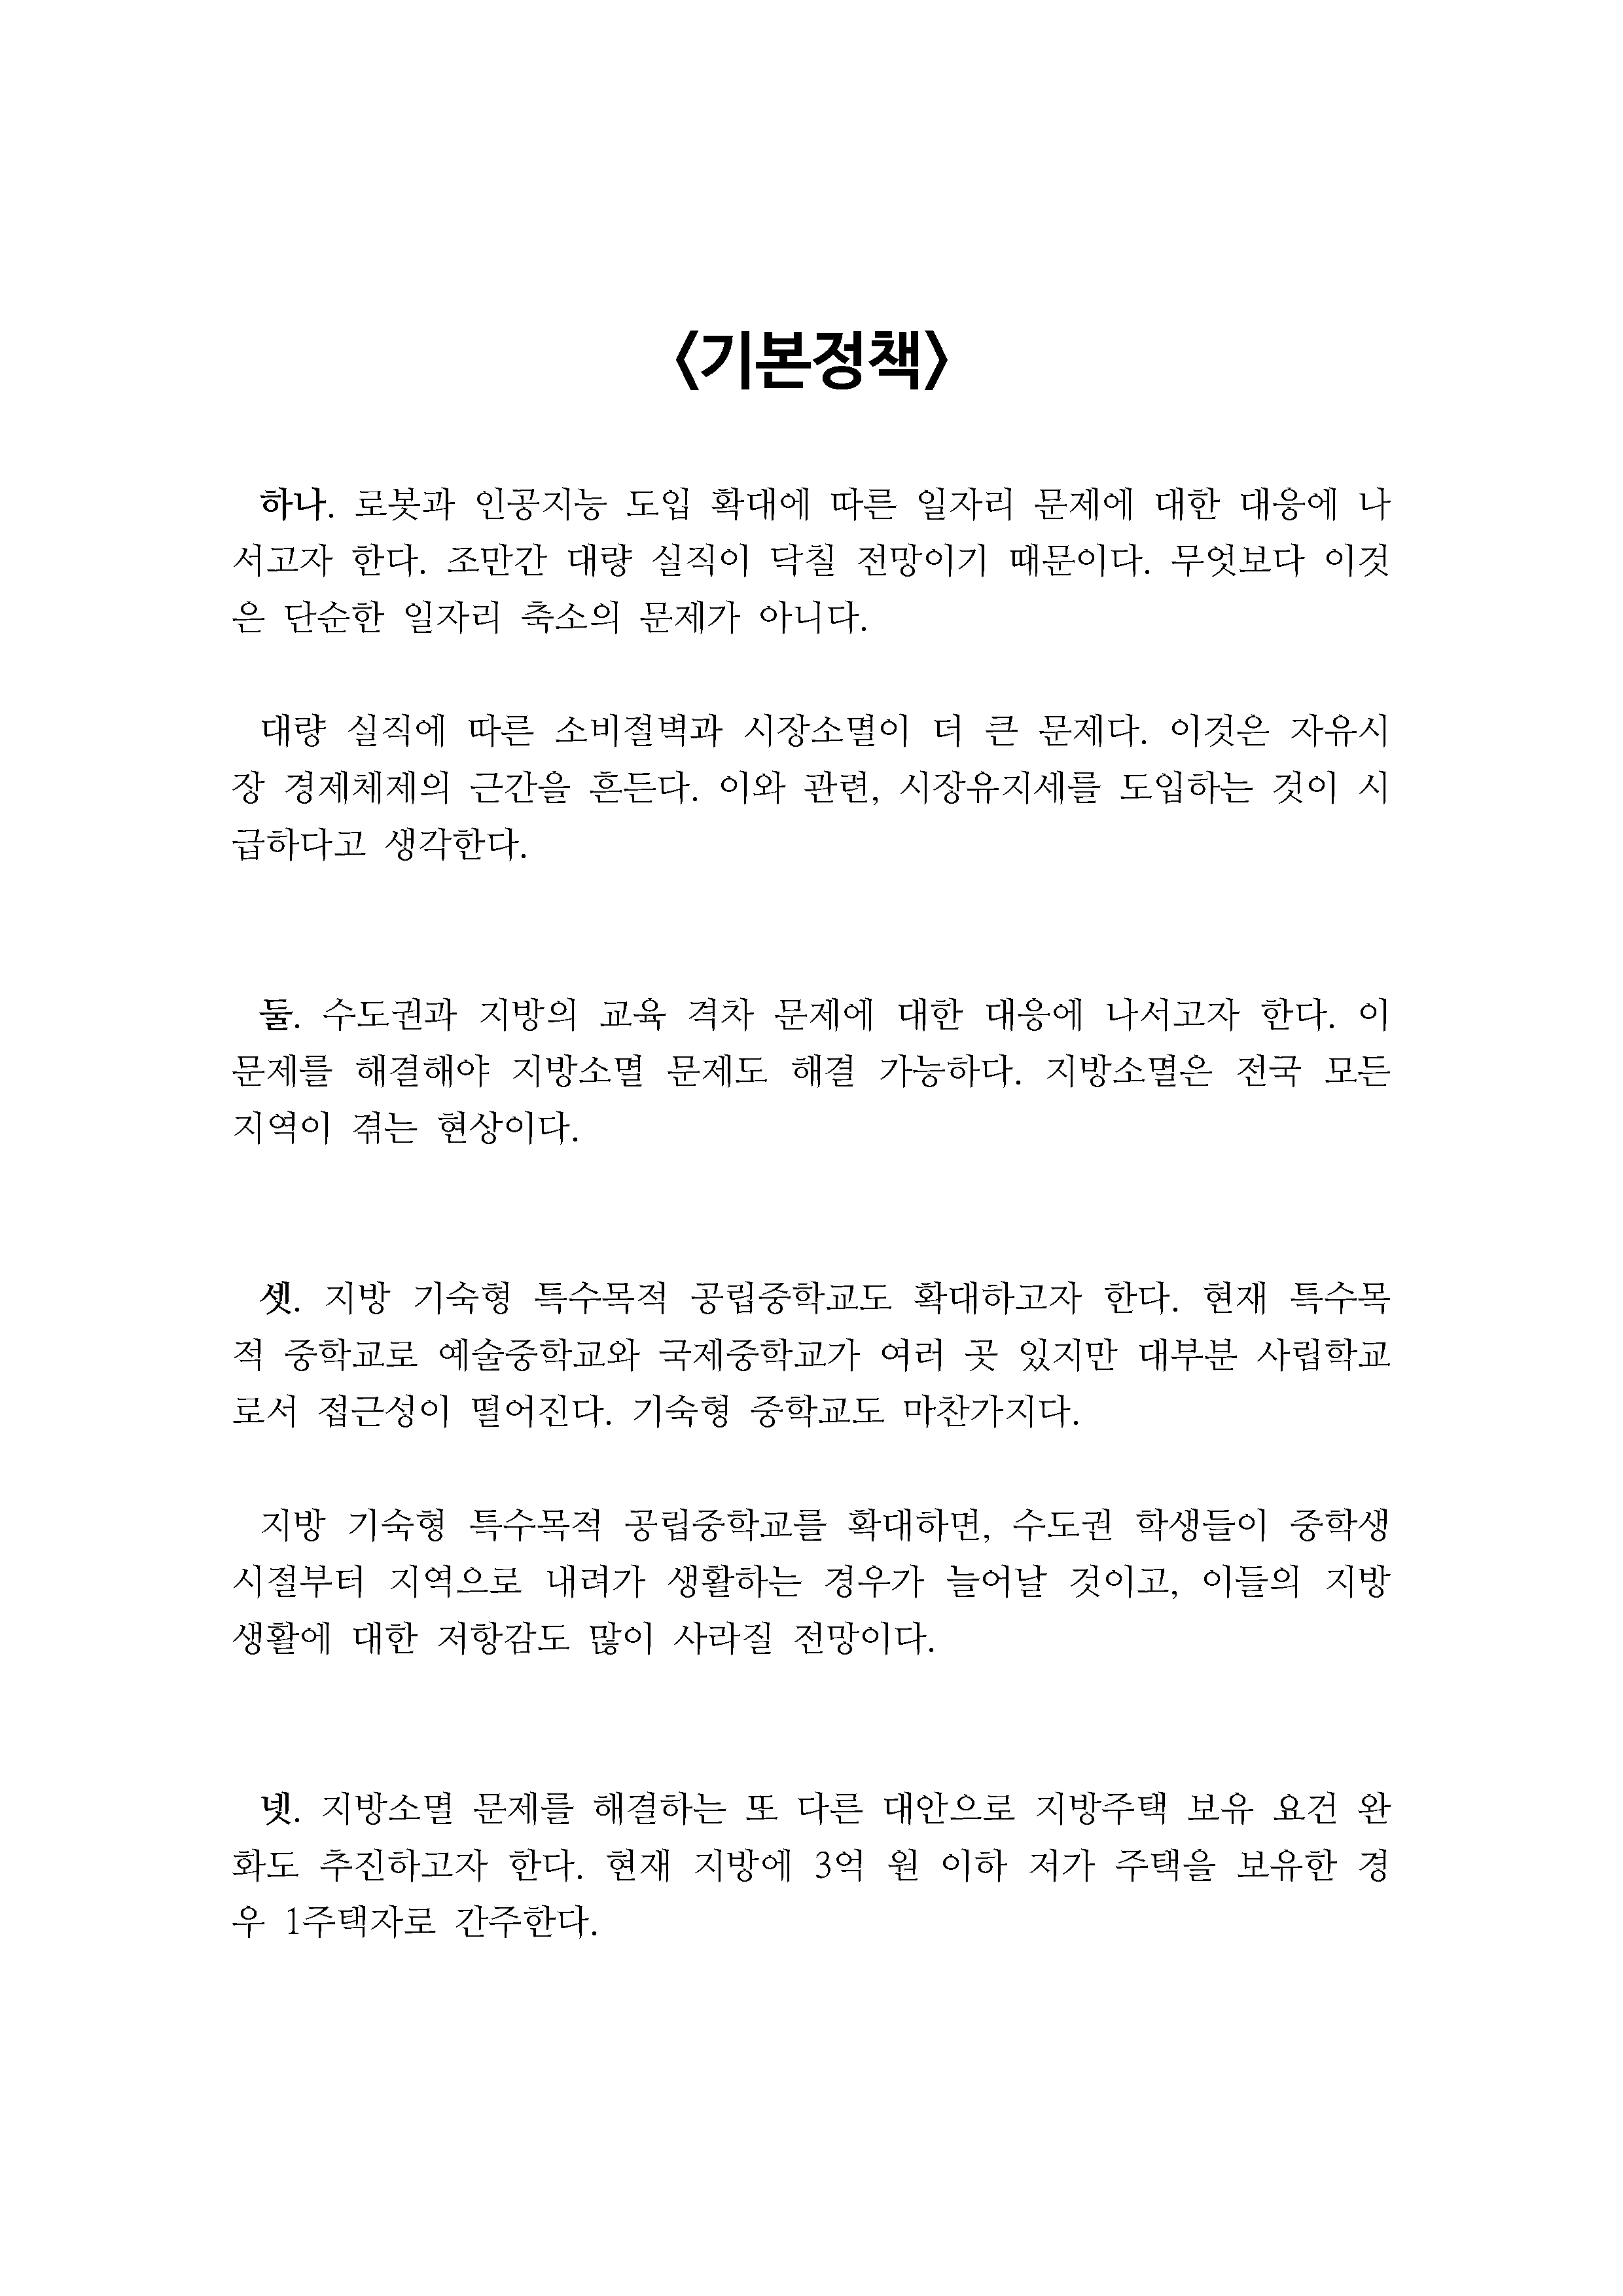 〈기본정책〉
하나. 로봇과 인공지능 도입 확대에 따른 일자리 문제에 대한 대응에 나
서고자 한다. 조만간 대량 실직이 닥칠 전망이기 때문이다. 무엇보다 이것
은 단순한 일자리 축소의 문제가 아니다.
대량 실직에 따른 소비절벽과 시장소멸이 더 큰 문제다. 이것은 자유시
장 경제체제의 근간을 흔든다. 이와 관련, 시장유지세를 도입하는 것이 시
급하다고 생각한다.
둘. 수도권과 지방의 교육 격차 문제에 대한 대응에 나서고자 한다. 이
문제를 해결해야 지방소멸 문제도 해결 가능하다. 지방소멸은 전국 모든
지역이 겪는 현상이다.
셋. 지방 기숙형 특수목적 공립중학교도 확대하고자 한다. 현재 특수목
적 중학교로 예술중학교와 국제중학교가 여러 곳 있지만 대부분 사립학교
로서 접근성이 떨어진다. 기숙형 중학교도 마찬가지다.
지방 기숙형 특수목적 공립중학교를 확대하면, 수도권 학생들이 중학생
시절부터 지역으로 내려가 생활하는 경우가 늘어날 것이고, 이들의 지방
생활에 대한 저항감도 많이 사라질 전망이다.
넷. 지방소멸 문제를 해결하는 또 다른 대안으로 지방주택 보유 요건 완
화도 추진하고자 한다. 현재 지방에 3억 원 이하 저가 주택을 보유한 경
우 1주택자로 간주한다.